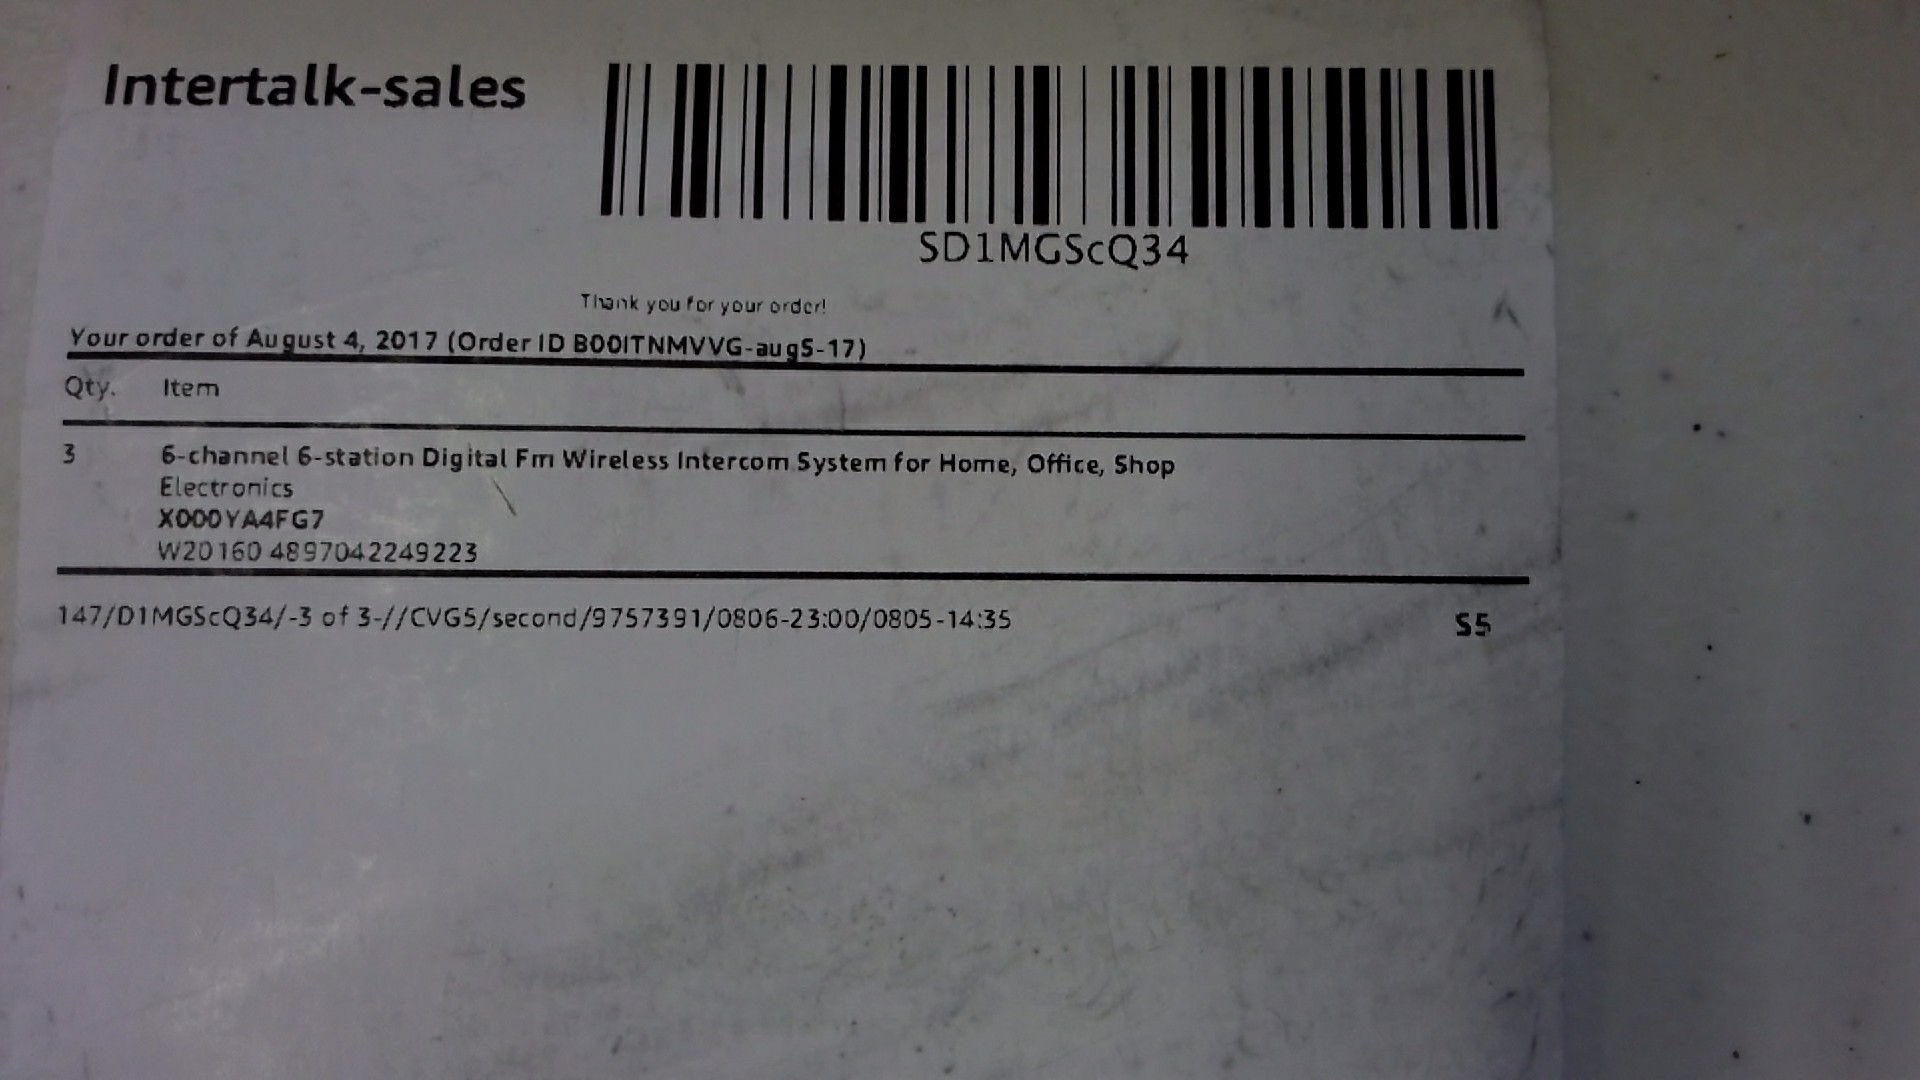 Intertalk-sales
SD1MGScQ34
Thank you for your order!
Your order of August 4, 2017 (Order ID B00ITNMVVG-aug5-17)
Qty. Item
3 6-channel 6-station Digital Fm Wireless Intercom System for Home, Office, Shop
Electronics
X000YA4FG7
W20160 4897042249223
147/D1MGScQ34/-3 of 3-//CVG5/second/9757391/0806-23:00/0805-14:35 S5